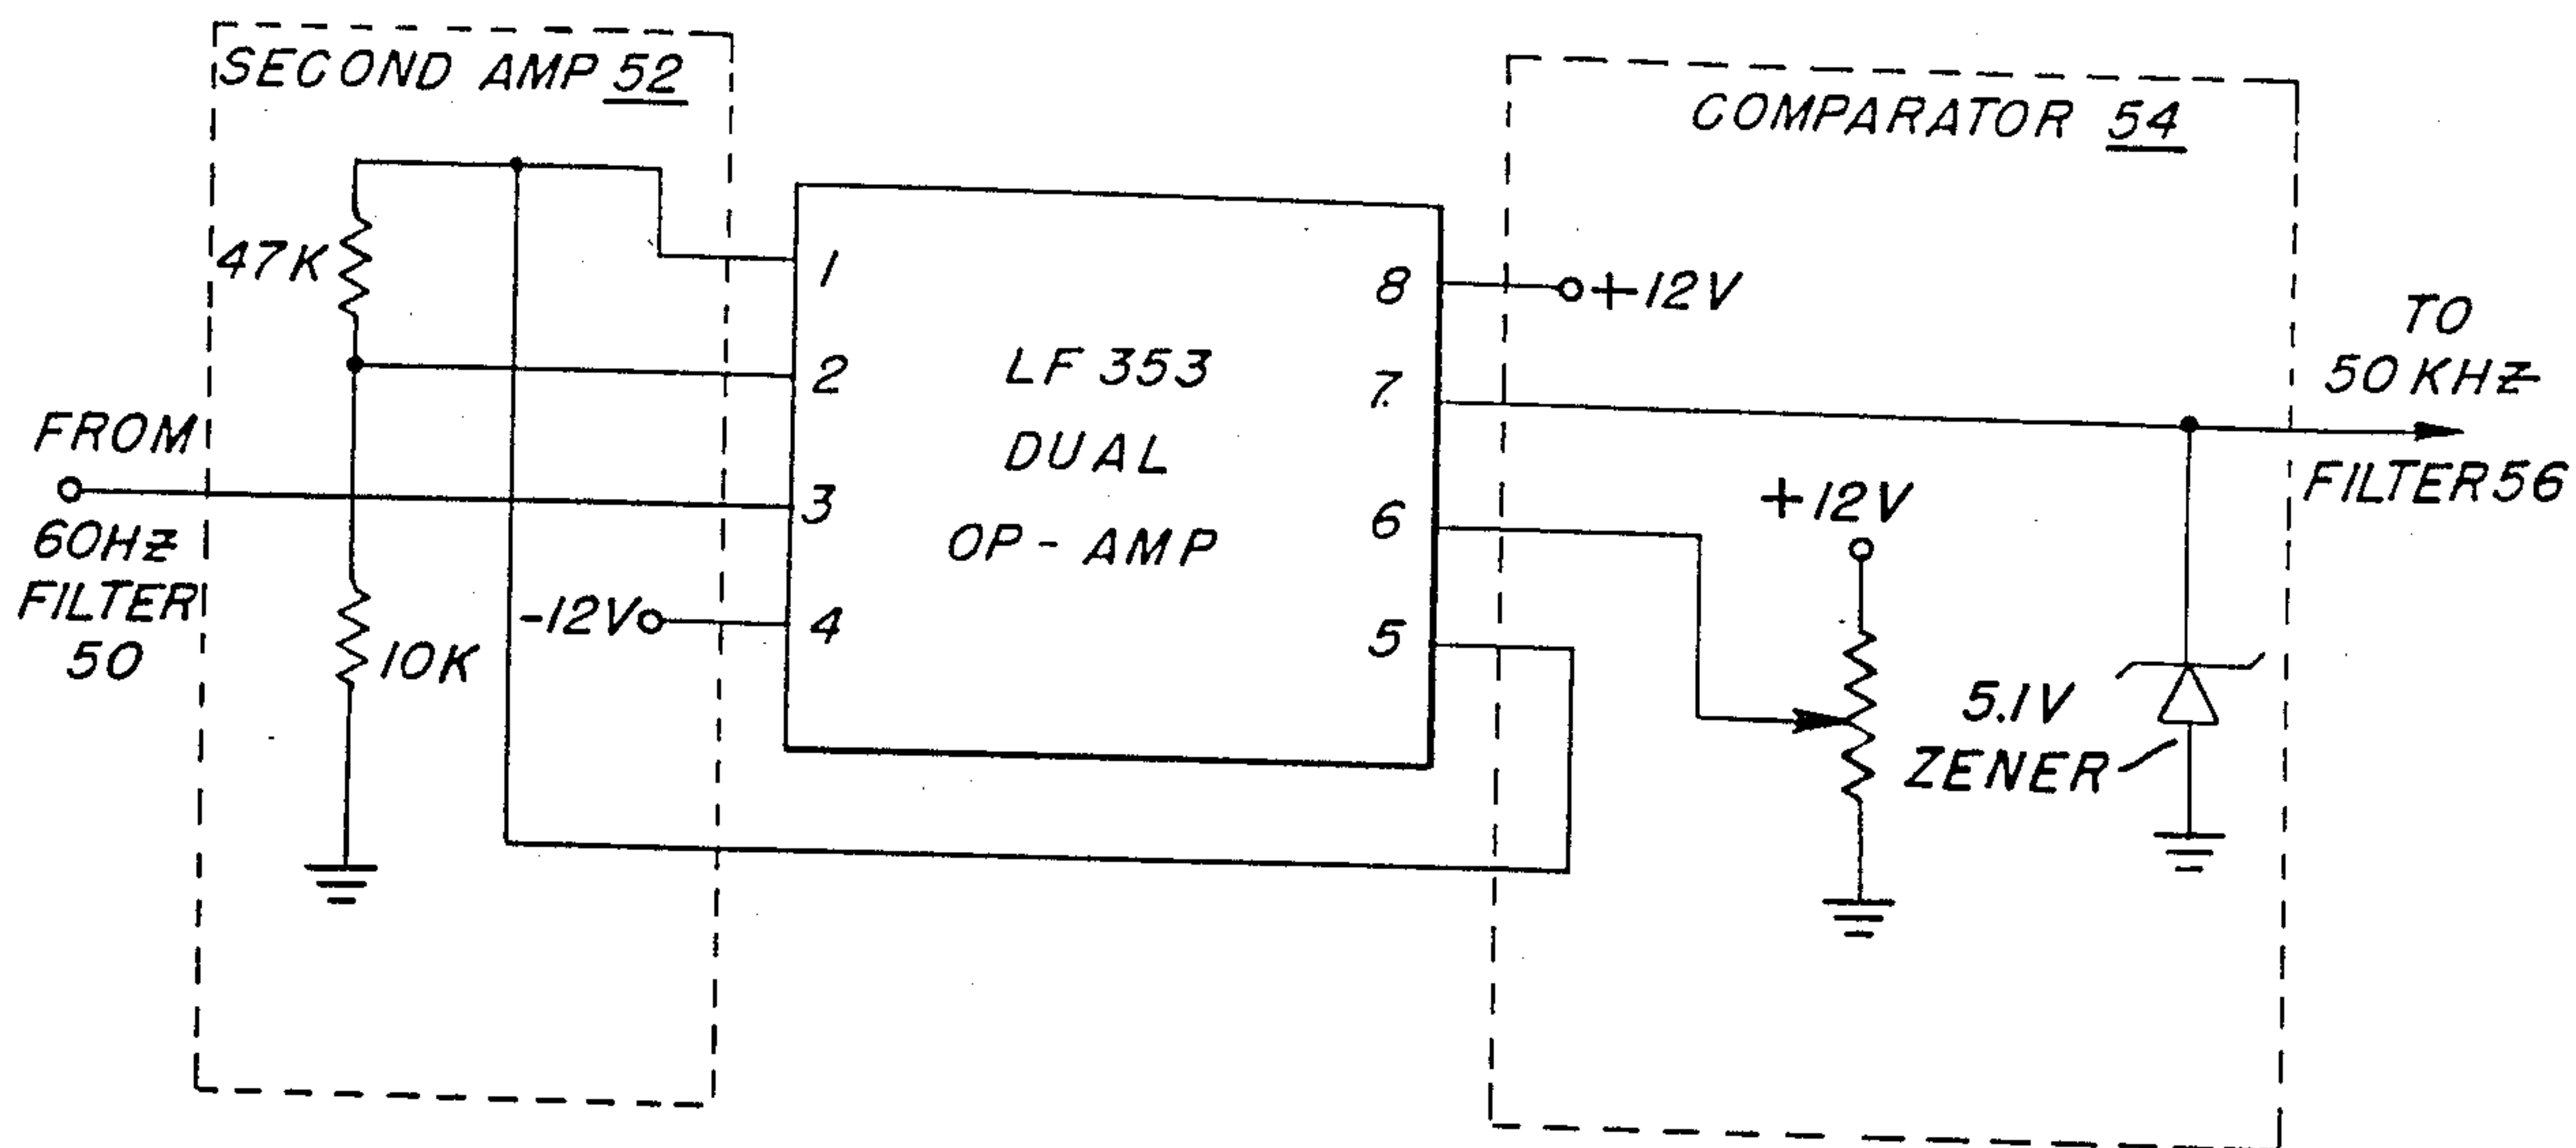 SECOND AMP 52
47K
10K
FROM
60HZ
FILTER
50
-12V
1
2
3
4
LF 353
DUAL
OP-AMP
8
7
6
5
COMPARATOR 54
+12V
+12V
5.1V
ZENER
TO
50 KHZ
FILTER 56